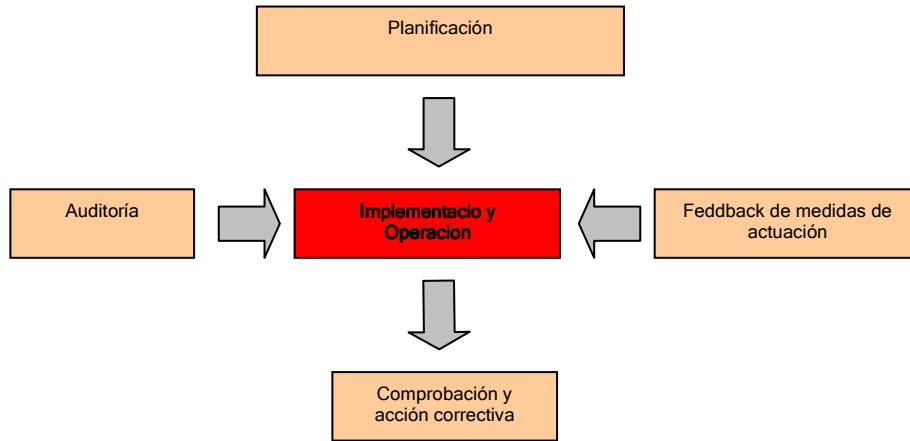 Planificación
Auditoría
Implementacio y
Operacion
Feddback de medidas de
actuación
Comprobación y
acción correctiva